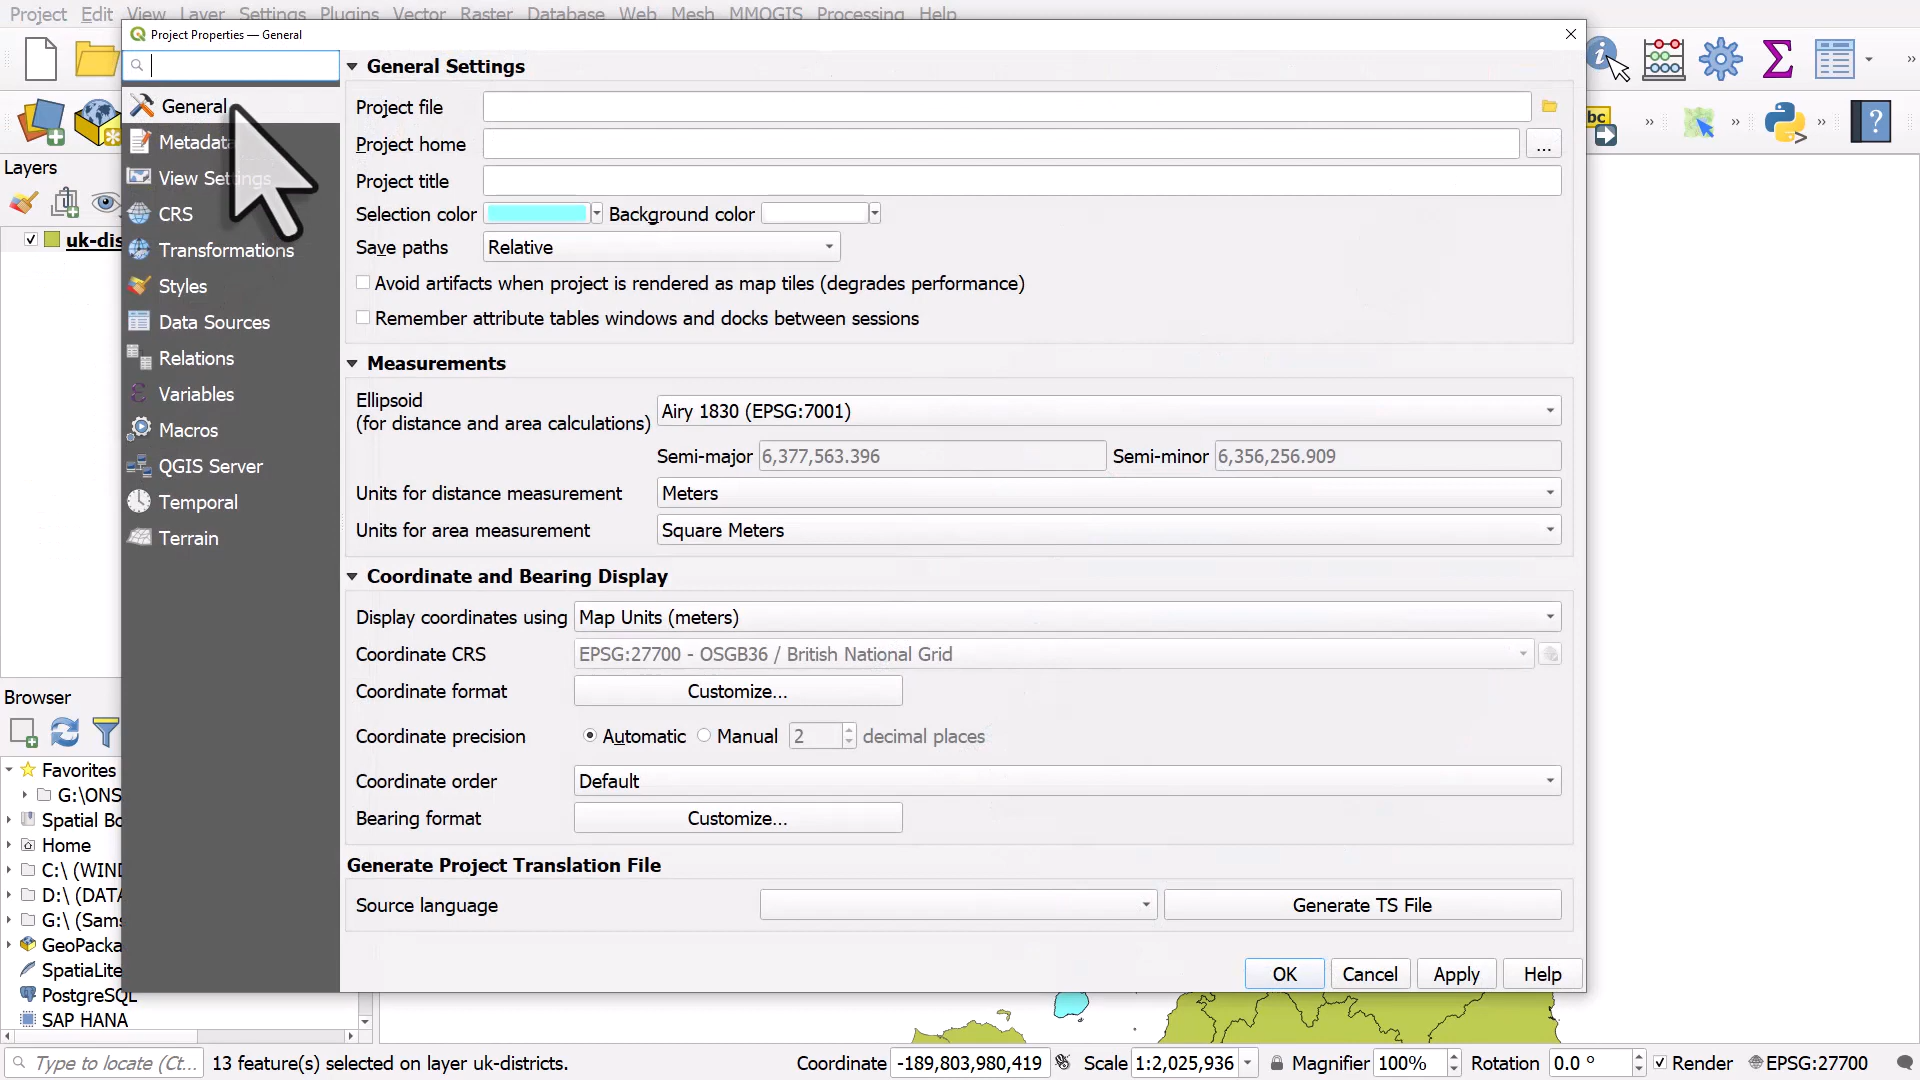 Project Edit View Layer Settings Plugins Vector Raster Database Web Mesh MMQGIS Processing Help
Project Properties — General
General
Metadata
View Settings
CRS
Transformations
Styles
Data Sources
Relations
Variables
Macros
QGIS Server
Temporal
Terrain
General Settings
Project file
Project home
...
Project title
Selection color
Background color
Save paths Relative
Avoid artifacts when project is rendered as map tiles (degrades performance)
Remember attribute tables windows and docks between sessions
Measurements
Ellipsoid
(for distance and area calculations)
Airy 1830 (EPSG:7001)
Semi-major 6,377,563.396 Semi-minor 6,356,256.909
Units for distance measurement Meters
Units for area measurement Square Meters
Coordinate and Bearing Display
Display coordinates using Map Units (meters)
Coordinate CRS EPSG:27700 - OSGB36 / British National Grid
Coordinate format Customize...
Coordinate precision Automatic Manual 2 decimal places
Coordinate order Default
Bearing format Customize...
Generate Project Translation File
Source language Generate TS File
OK Cancel Apply Help
abc
Layers
uk-dis
Browser
Favorites
G:\ONS
Spatial Bo
Home
C:\ (WIND
D:\ (DATA
G:\ (Sams
GeoPacka
SpatiaLite
PostgreSQL
SAP HANA
Type to locate (Ct... 13 feature(s) selected on layer uk-districts. Coordinate -189,803,980,419 Scale 1:2,025,936 Magnifier 100% Rotation 0.0 ° Render EPSG:27700